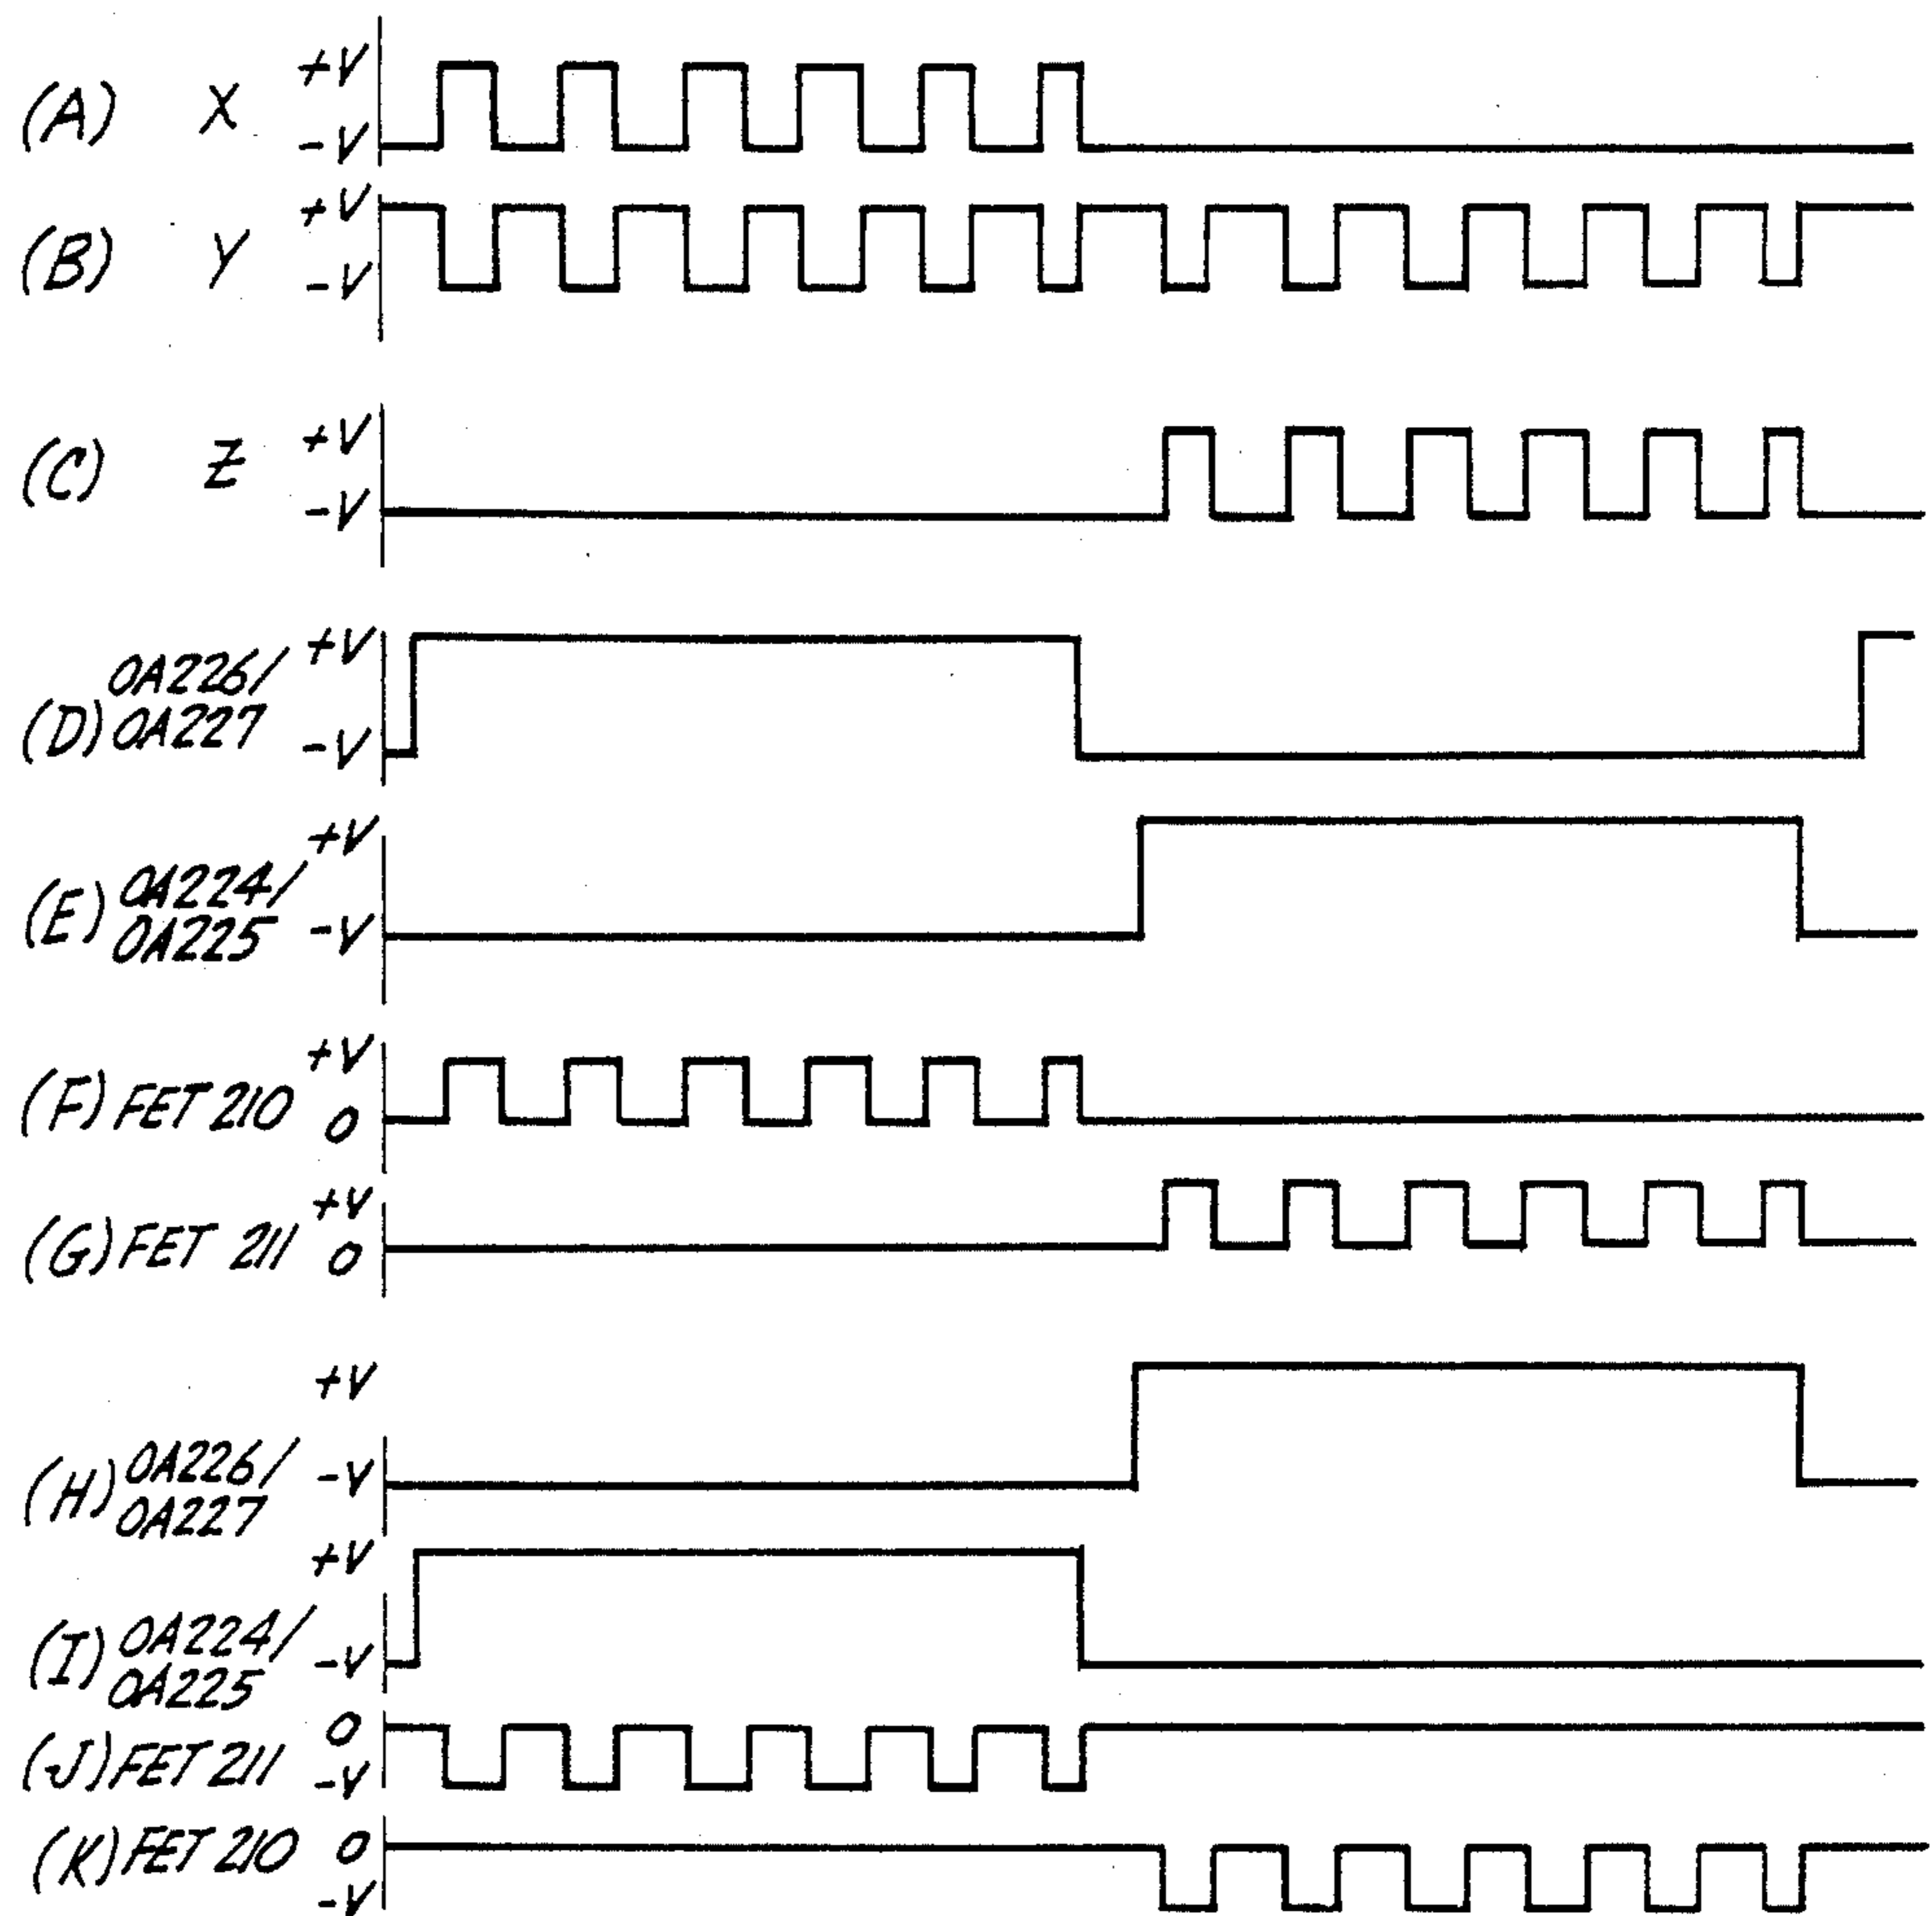 (A) X +V
-V
(B) Y +V
-V
(C) Z +V
-V
(D) OA226/ +V
OA227 -V
(E) OA224/ +V
OA225 -V
(F) FET 210 +V
0
(G) FET 211 +V
0
(H) OA226/ +V
OA227 -V
(I) OA224/ +V
OA225 -V
(J) FET 211 0
-V
(K) FET 210 0
-V